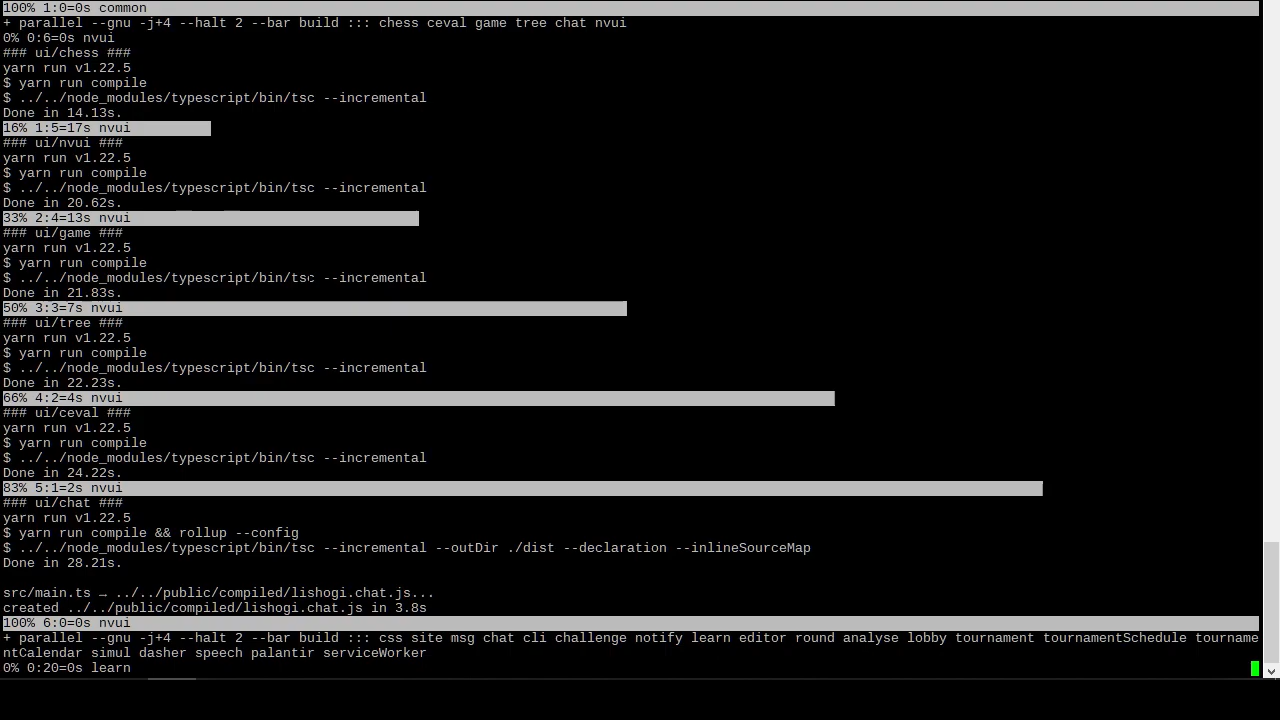 100% 1:0=0s common
+ parallel --gnu -j+4 --halt 2 --bar build ::: chess ceval game tree chat nvui
0% 0:6=0s nvui
### ui/chess ###
yarn run v1.22.5
$ yarn run compile
$ ../../node_modules/typescript/bin/tsc --incremental
Done in 14.13s.
16% 1:5=17s nvui
### ui/nvui ###
yarn run v1.22.5
$ yarn run compile
$ ../../node_modules/typescript/bin/tsc --incremental
Done in 20.62s.
33% 2:4=13s nvui
### ui/game ###
yarn run v1.22.5
$ yarn run compile
$ ../../node_modules/typescript/bin/tsc --incremental
Done in 21.83s.
50% 3:3=7s nvui
### ui/tree ###
yarn run v1.22.5
$ yarn run compile
$ ../../node_modules/typescript/bin/tsc --incremental
Done in 22.23s.
66% 4:2=4s nvui
### ui/ceval ###
yarn run v1.22.5
$ yarn run compile
$ ../../node_modules/typescript/bin/tsc --incremental
Done in 24.22s.
83% 5:1=2s nvui
### ui/chat ###
yarn run v1.22.5
$ yarn run compile && rollup --config
$ ../../node_modules/typescript/bin/tsc --incremental --outDir ./dist --declaration --inlineSourceMap
Done in 28.21s.
src/main.ts → ../../public/compiled/lishogi.chat.js...
created ../../public/compiled/lishogi.chat.js in 3.8s
100% 6:0=0s nvui
+ parallel --gnu -j+4 --halt 2 --bar build ::: css site msg chat cli challenge notify learn editor round analyse lobby tournament tournamentSchedule tourname
ntCalendar simul dasher speech palantir serviceWorker
0% 0:20=0s learn